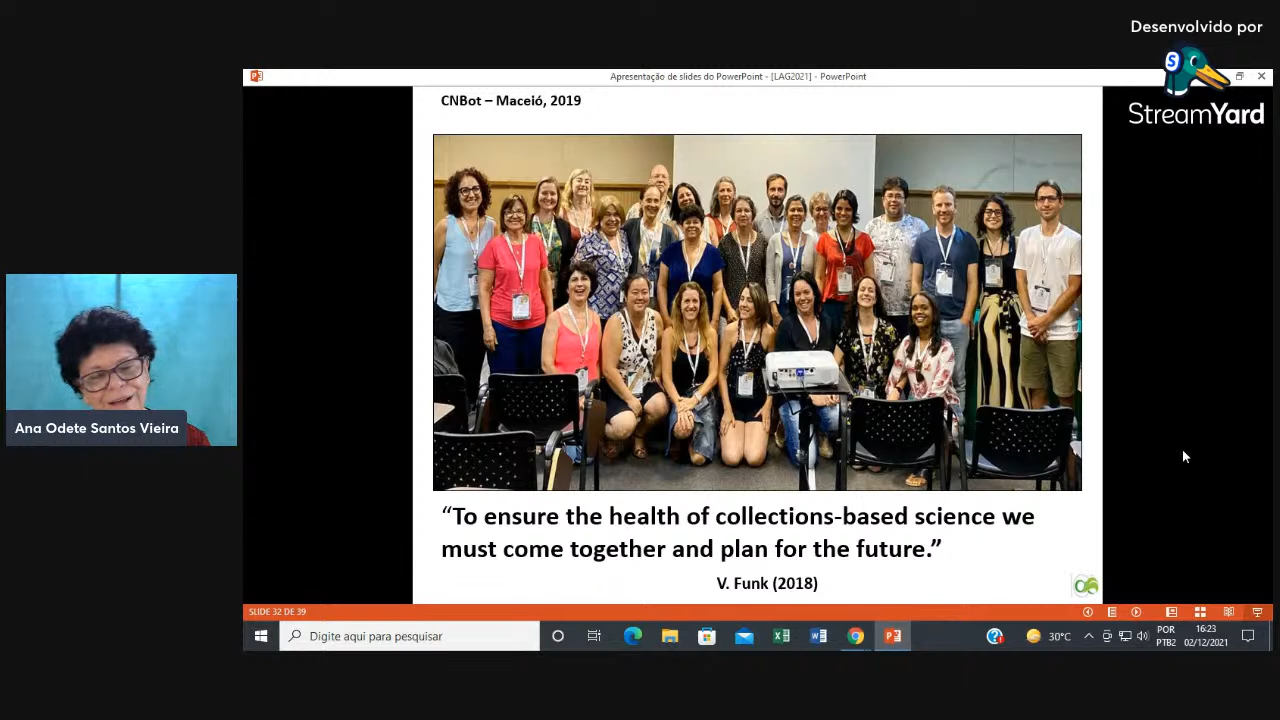 Desenvolvido por
S
StreamYard
Apresentação de slides do PowerPoint - [LAG2021] - PowerPoint
CNBot – Maceió, 2019
Ana Odete Santos Vieira
“To ensure the health of collections-based science we
must come together and plan for the future.”
V. Funk (2018)
SLIDE 32 DE 39
Digite aqui para pesquisar
30°C
POR
PTB2
16:23
02/12/2021